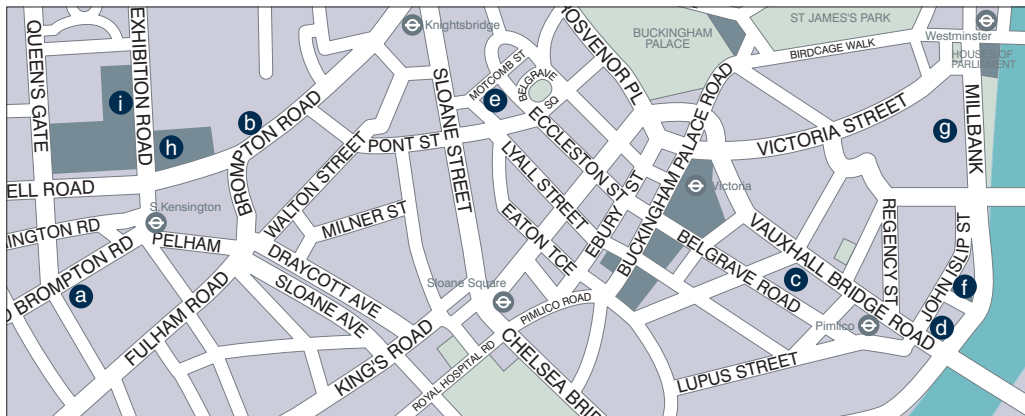 Knightsbridge
ST JAMES'S PARK
Westminster
BUCKINGHAM
PALACE
BIRDCAGE WALK
HOUSES OF
PARLIAMENT
QUEEN'S GATE
EXHIBITION ROAD
SLOANE STREET
MOTCOMB ST
BELGRAVE
SQ
ROSVENOR PL
MILLBANK
i
e
b
h
g
BROMPTON ROAD
PONT ST
ECCLESTON ST
BUCKINGHAM PALACE ROAD
VICTORIA STREET
LYALL STREET
WALTON STREET
BROMPTON
ELL ROAD
Victoria
S.Kensington
MILNER ST
EATON TCE
EBURY ST
REGENCY ST
JOHN ISLIP ST
NINGTON RD
PELHAM
DRAYCOTT AVE
BELGRAVE ROAD
VAUXHALL BRIDGE ROAD
D BROMPTON RD
a
SLOANE AVE
Sloane Square
c
f
FULHAM ROAD
PIMLICO ROAD
Pimlico
d
KING'S ROAD
ROYAL HOSPITAL RD
CHELSEA BRI
LUPUS STREET